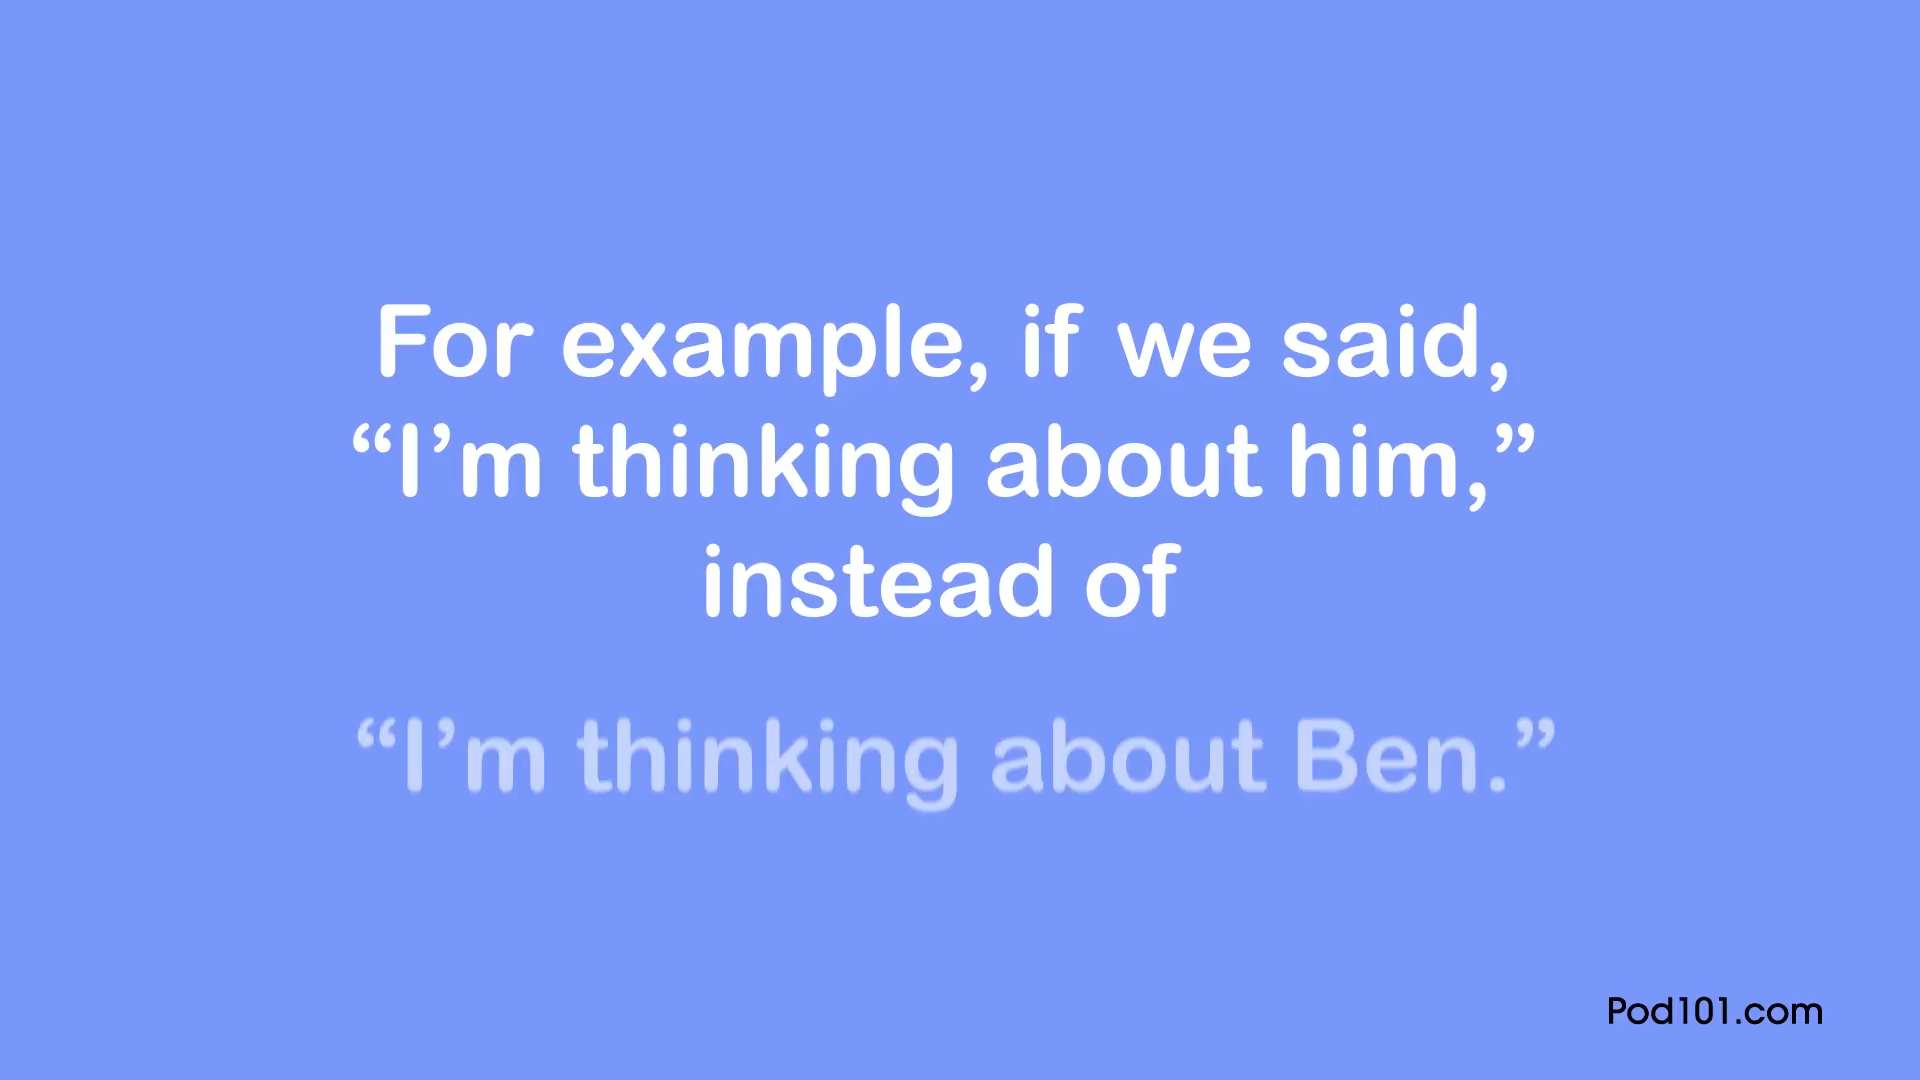 For example, if we said,
“I’m thinking about him,”
instead of
“I’m thinking about Ben.”
Pod101.com